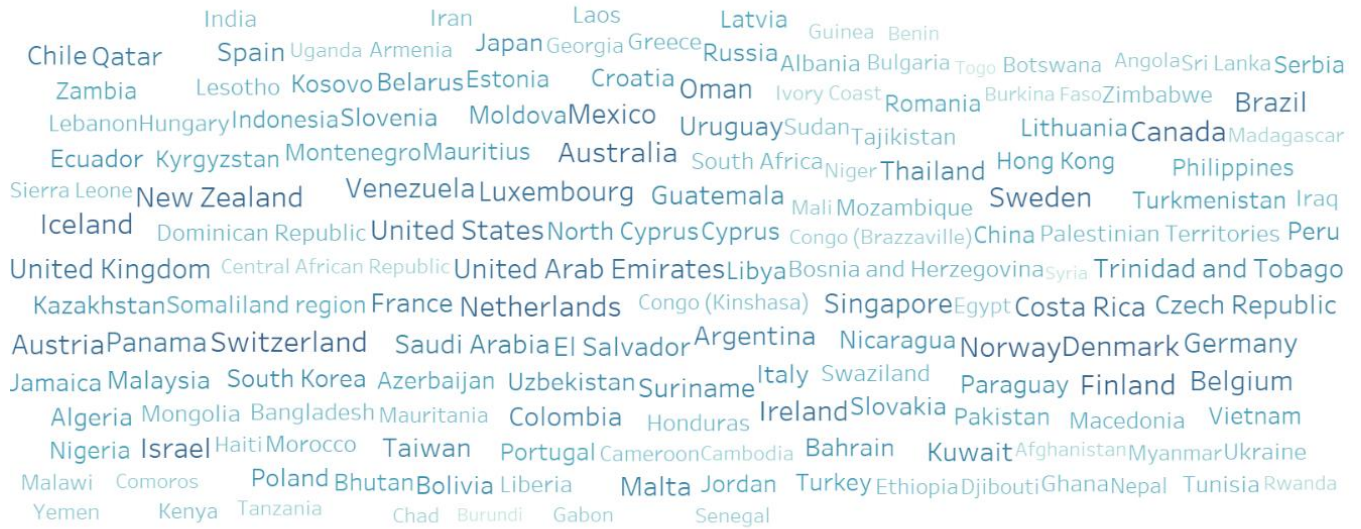 India Iran Laos Latvia
Guinea Benin
Chile Qatar Spain Uganda Armenia Japan Georgia Greece Russia
Albania Bulgaria Togo Botswana Angola Sri Lanka Serbia
Zambia Lesotho Kosovo Belarus Estonia Croatia Oman Ivory Coast Romania Burkina Faso Zimbabwe Brazil
Lebanon Hungary Indonesia Slovenia Moldova Mexico Uruguay Sudan Tajikistan Lithuania Canada Madagascar
Ecuador Kyrgyzstan Montenegro Mauritius Australia South Africa Niger Thailand Hong Kong Philippines
Sierra Leone New Zealand Venezuela Luxembourg Guatemala Mali Mozambique Sweden Turkmenistan Iraq
Iceland Dominican Republic United States North Cyprus Cyprus Congo (Brazzaville) China Palestinian Territories Peru
United Kingdom Central African Republic United Arab Emirates Libya Bosnia and Herzegovina Syria Trinidad and Tobago
Kazakhstan Somaliland region France Netherlands Congo (Kinshasa) Singapore Egypt Costa Rica Czech Republic
Austria Panama Switzerland Saudi Arabia El Salvador Argentina Nicaragua Norway Denmark Germany
Jamaica Malaysia South Korea Azerbaijan Uzbekistan Suriname Italy Swaziland Paraguay Finland Belgium
Algeria Mongolia Bangladesh Mauritania Colombia Honduras Ireland Slovakia Pakistan Macedonia Vietnam
Nigeria Israel Haiti Morocco Taiwan Portugal Cameroon Cambodia Bahrain Kuwait Afghanistan Myanmar Ukraine
Malawi Comoros Poland Bhutan Bolivia Liberia Malta Jordan Turkey Ethiopia Djibouti Ghana Nepal Tunisia Rwanda
Yemen Kenya Tanzania Chad Burundi Gabon Senegal